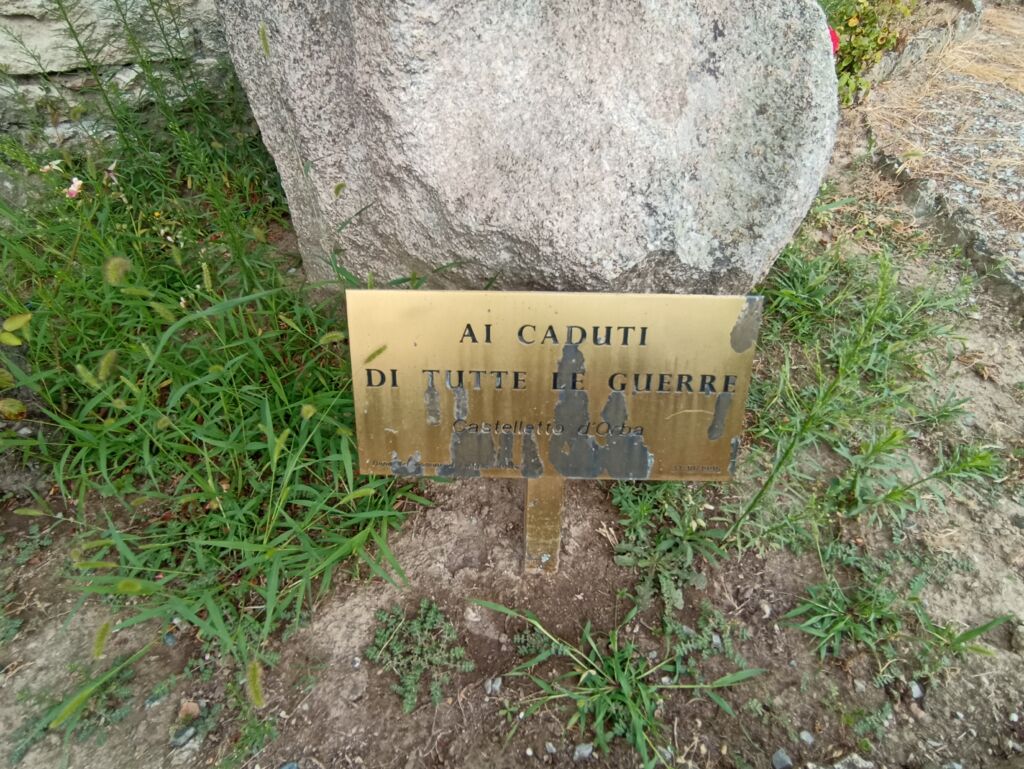 AI CADUTI
DI TUTTE LE GUERRE
Castelletto d'Orba